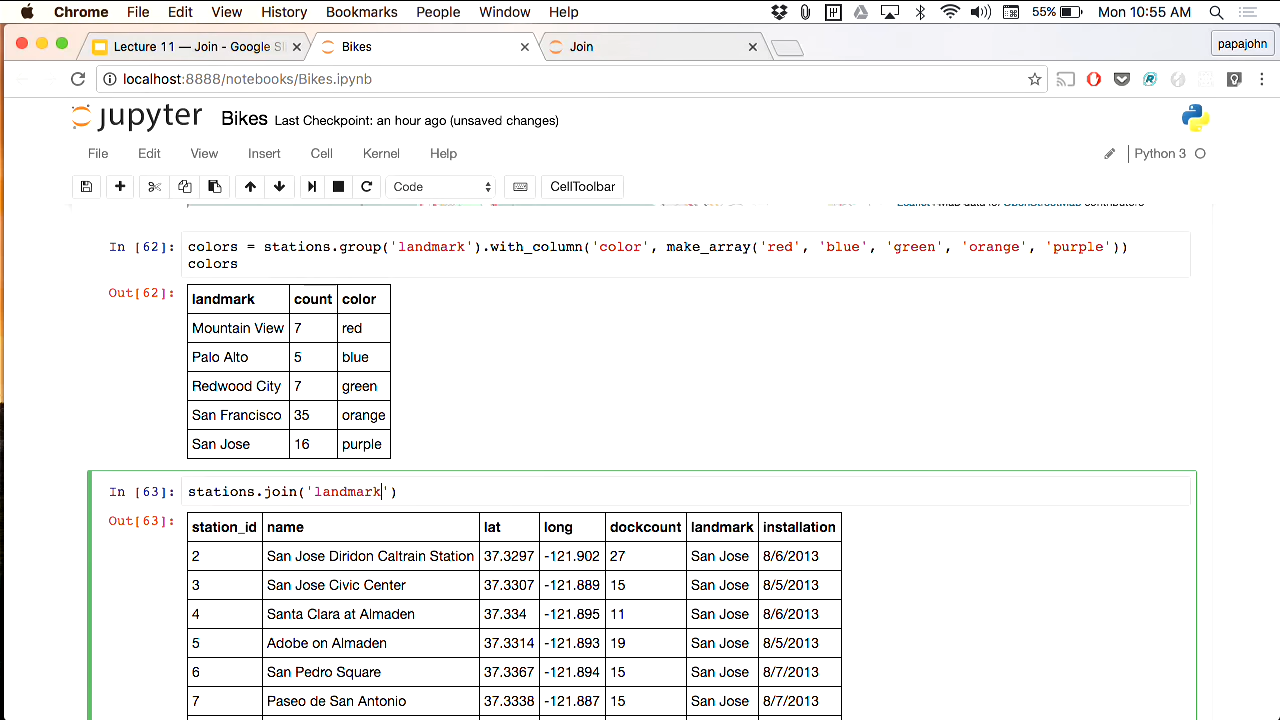 Chrome File Edit View History Bookmarks People Window Help 55% Mon 10:55 AM
Lecture 11 — Join - Google Sl Bikes Join papajohn
localhost:8888/notebooks/Bikes.ipynb
jupyter Bikes Last Checkpoint: an hour ago (unsaved changes)
File Edit View Insert Cell Kernel Help Python 3
Code CellToolbar
In [62]: colors = stations.group('landmark').with_column('color', make_array('red', 'blue', 'green', 'orange', 'purple'))
colors
Out[62]:
landmark count color
Mountain View 7 red
Palo Alto 5 blue
Redwood City 7 green
San Francisco 35 orange
San Jose 16 purple
In [63]: stations.join('landmark')
Out[63]:
station_id name lat long dockcount landmark installation
2 San Jose Diridon Caltrain Station 37.3297 -121.902 27 San Jose 8/6/2013
3 San Jose Civic Center 37.3307 -121.889 15 San Jose 8/5/2013
4 Santa Clara at Almaden 37.334 -121.895 11 San Jose 8/6/2013
5 Adobe on Almaden 37.3314 -121.893 19 San Jose 8/5/2013
6 San Pedro Square 37.3367 -121.894 15 San Jose 8/7/2013
7 Paseo de San Antonio 37.3338 -121.887 15 San Jose 8/7/2013